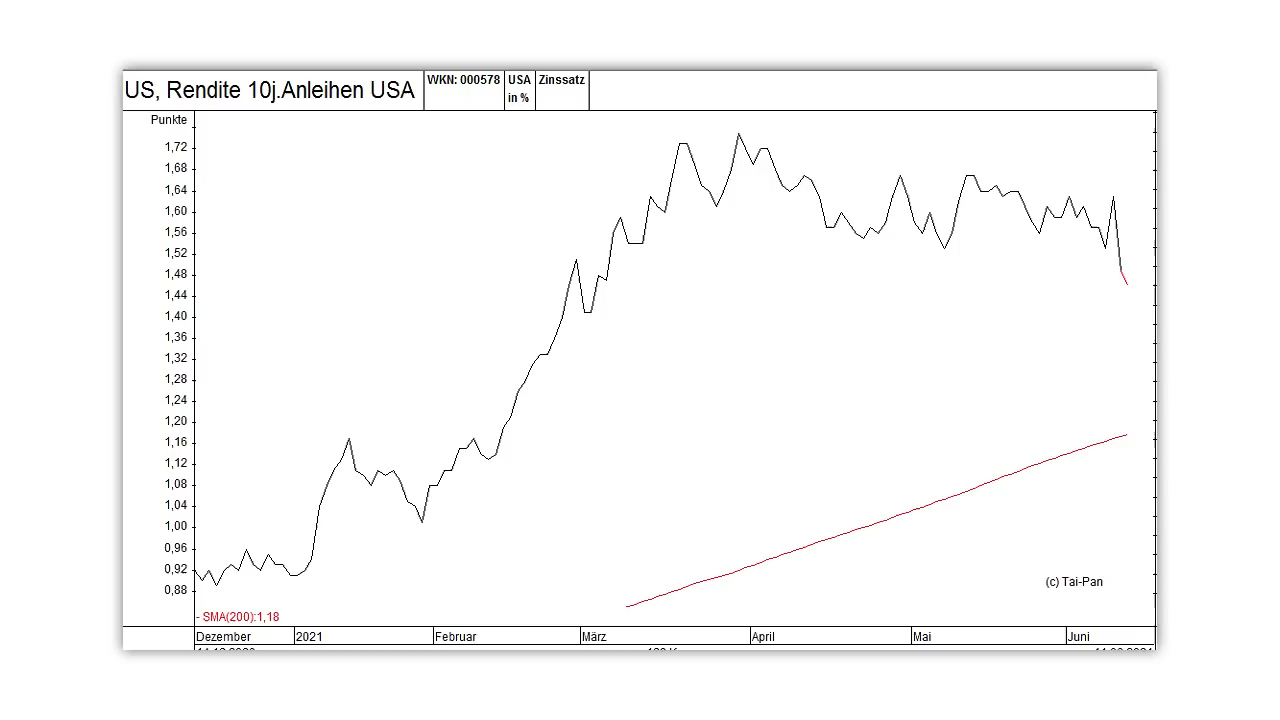 US, Rendite 10j.Anleihen USA
WKN: 000578
USA
in %
Zinssatz
Punkte
1,72
1,68
1,64
1,60
1,56
1,52
1,48
1,44
1,40
1,36
1,32
1,28
1,24
1,20
1,16
1,12
1,08
1,04
1,00
0,96
0,92
0,88
(c) Tai-Pan
- SMA(200):1,18
Dezember 2021 Februar März April Mai Juni